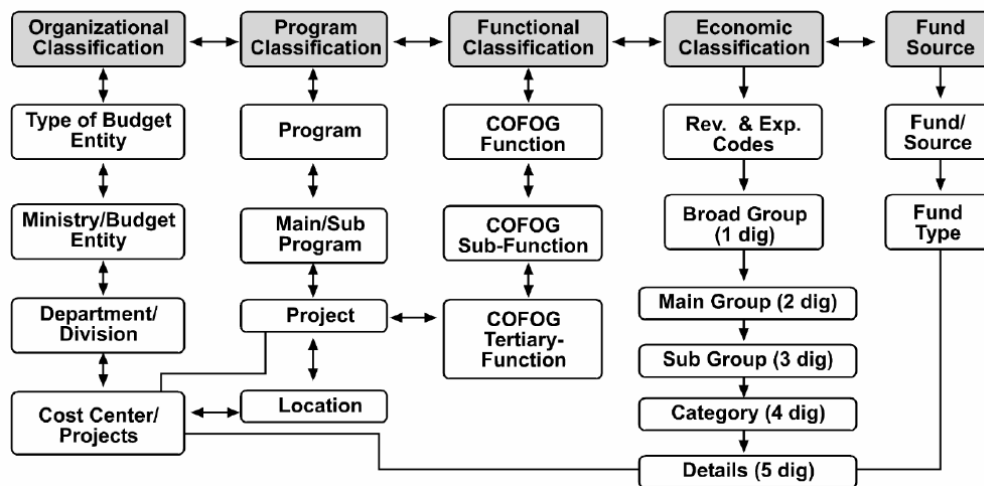 Organizational
Classification
Program
Classification
Functional
Classification
Economic
Classification
Fund
Source
Type of Budget
Entity
Program
COFOG
Function
Rev. & Exp.
Codes
Fund/
Source
Ministry/Budget
Entity
Main/Sub
Program
COFOG
Sub-Function
Broad Group
(1 dig)
Fund
Type
Department/
Division
Project
COFOG
Tertiary-
Function
Main Group (2 dig)
Sub Group (3 dig)
Cost Center/
Projects
Location
Category (4 dig)
Details (5 dig)